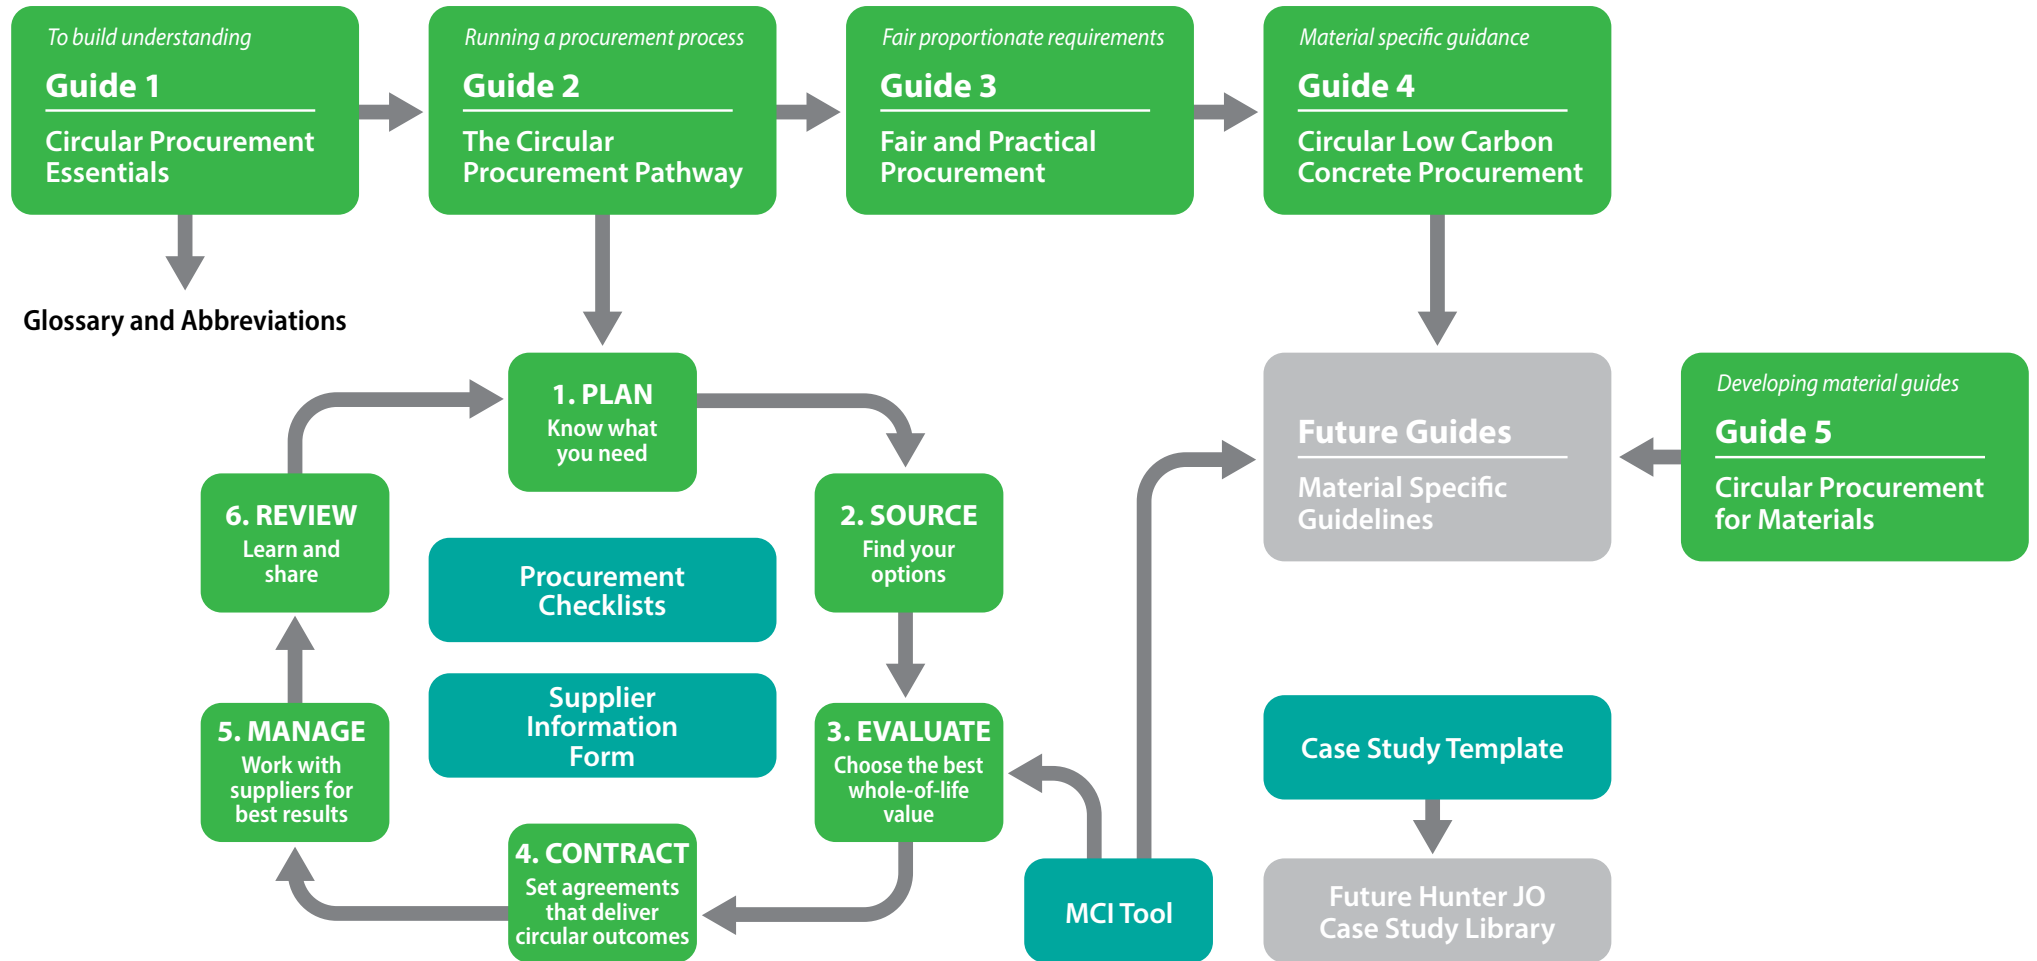 To build understanding
Guide 1
Circular Procurement
Essentials
Running a procurement process
Guide 2
The Circular
Procurement Pathway
Fair proportionate requirements
Guide 3
Fair and Practical
Procurement
Material specific guidance
Guide 4
Circular Low Carbon
Concrete Procurement
Glossary and Abbreviations
1. PLAN
Know what
you need
2. SOURCE
Find your
options
3. EVALUATE
Choose the best
whole-of-life
value
4. CONTRACT
Set agreements
that deliver
circular outcomes
5. MANAGE
Work with
suppliers for
best results
6. REVIEW
Learn and
share
Procurement
Checklists
Supplier
Information
Form
MCI Tool
Future Guides
Material Specific
Guidelines
Developing material guides
Guide 5
Circular Procurement
for Materials
Case Study Template
Future Hunter JO
Case Study Library